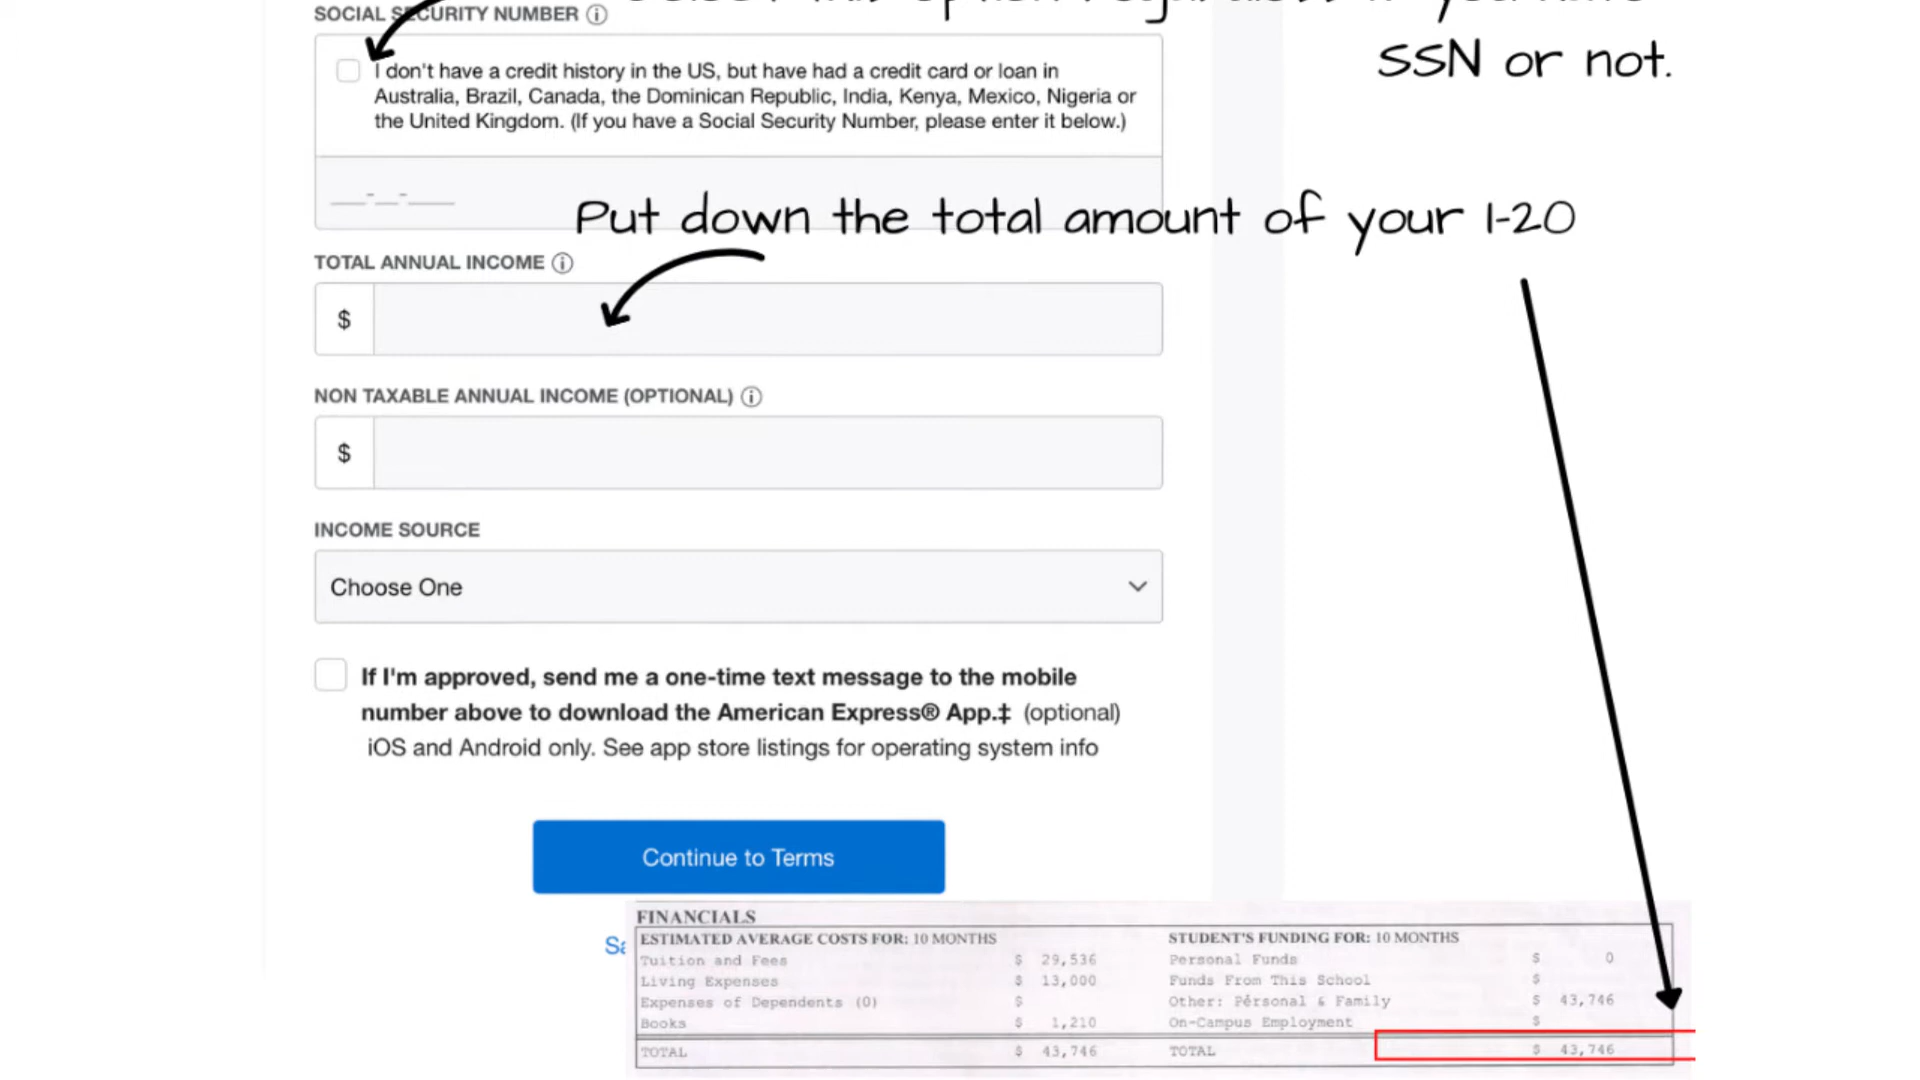 SOCIAL SECURITY NUMBER
SSN or not.
I don't have a credit history in the US, but have had a credit card or loan in
Australia, Brazil, Canada, the Dominican Republic, India, Kenya, Mexico, Nigeria or
the United Kingdom. (If you have a Social Security Number, please enter it below.)
__-_-__
Put down the total amount of your I-20
TOTAL ANNUAL INCOME
$
NON TAXABLE ANNUAL INCOME (OPTIONAL)
$
INCOME SOURCE
Choose One
If I'm approved, send me a one-time text message to the mobile
number above to download the American Express® App.‡ (optional)
iOS and Android only. See app store listings for operating system info
Continue to Terms
FINANCIALS
ESTIMATED AVERAGE COSTS FOR: 10 MONTHS
Tuition and Fees $ 29,536
Living Expenses $ 13,000
Expenses of Dependents (0) $
Books $ 1,210
TOTAL $ 43,746
STUDENT'S FUNDING FOR: 10 MONTHS
Personal Funds $ 0
Funds From This School $
Other: Personal & Family $ 43,746
On-Campus Employment $
TOTAL $ 43,746